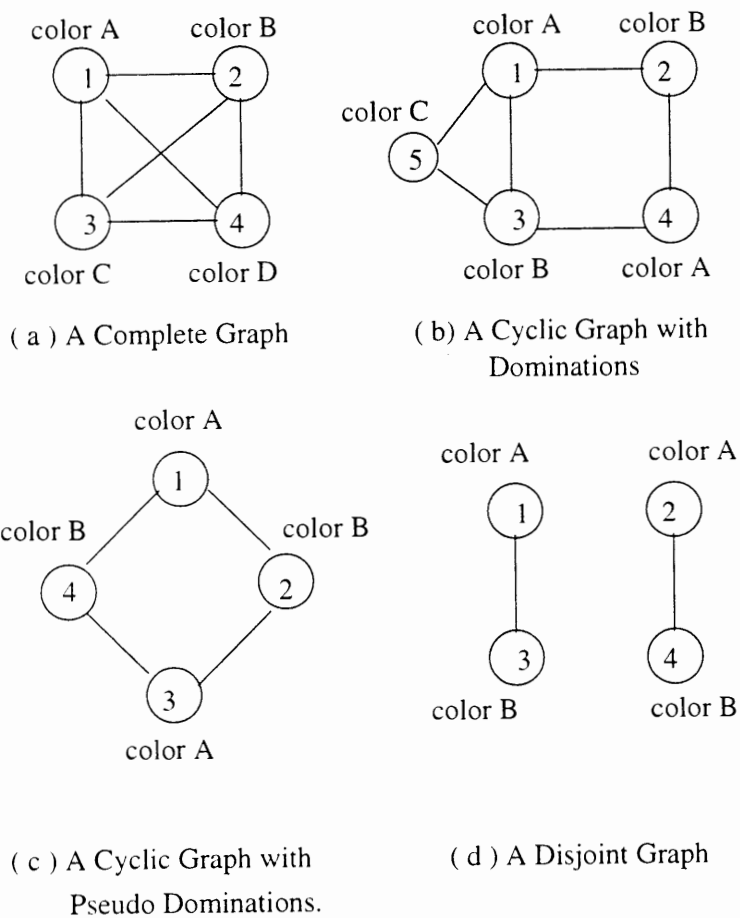 color A
color B
1
2
3
4
color C
color D
( a ) A Complete Graph
color A
color B
1
2
color C
5
3
4
color B
color A
( b ) A Cyclic Graph with
Dominations
color A
1
color B
color B
4
2
3
color A
( c ) A Cyclic Graph with
Pseudo Dominations.
color A
color A
1
2
3
4
color B
color B
( d ) A Disjoint Graph